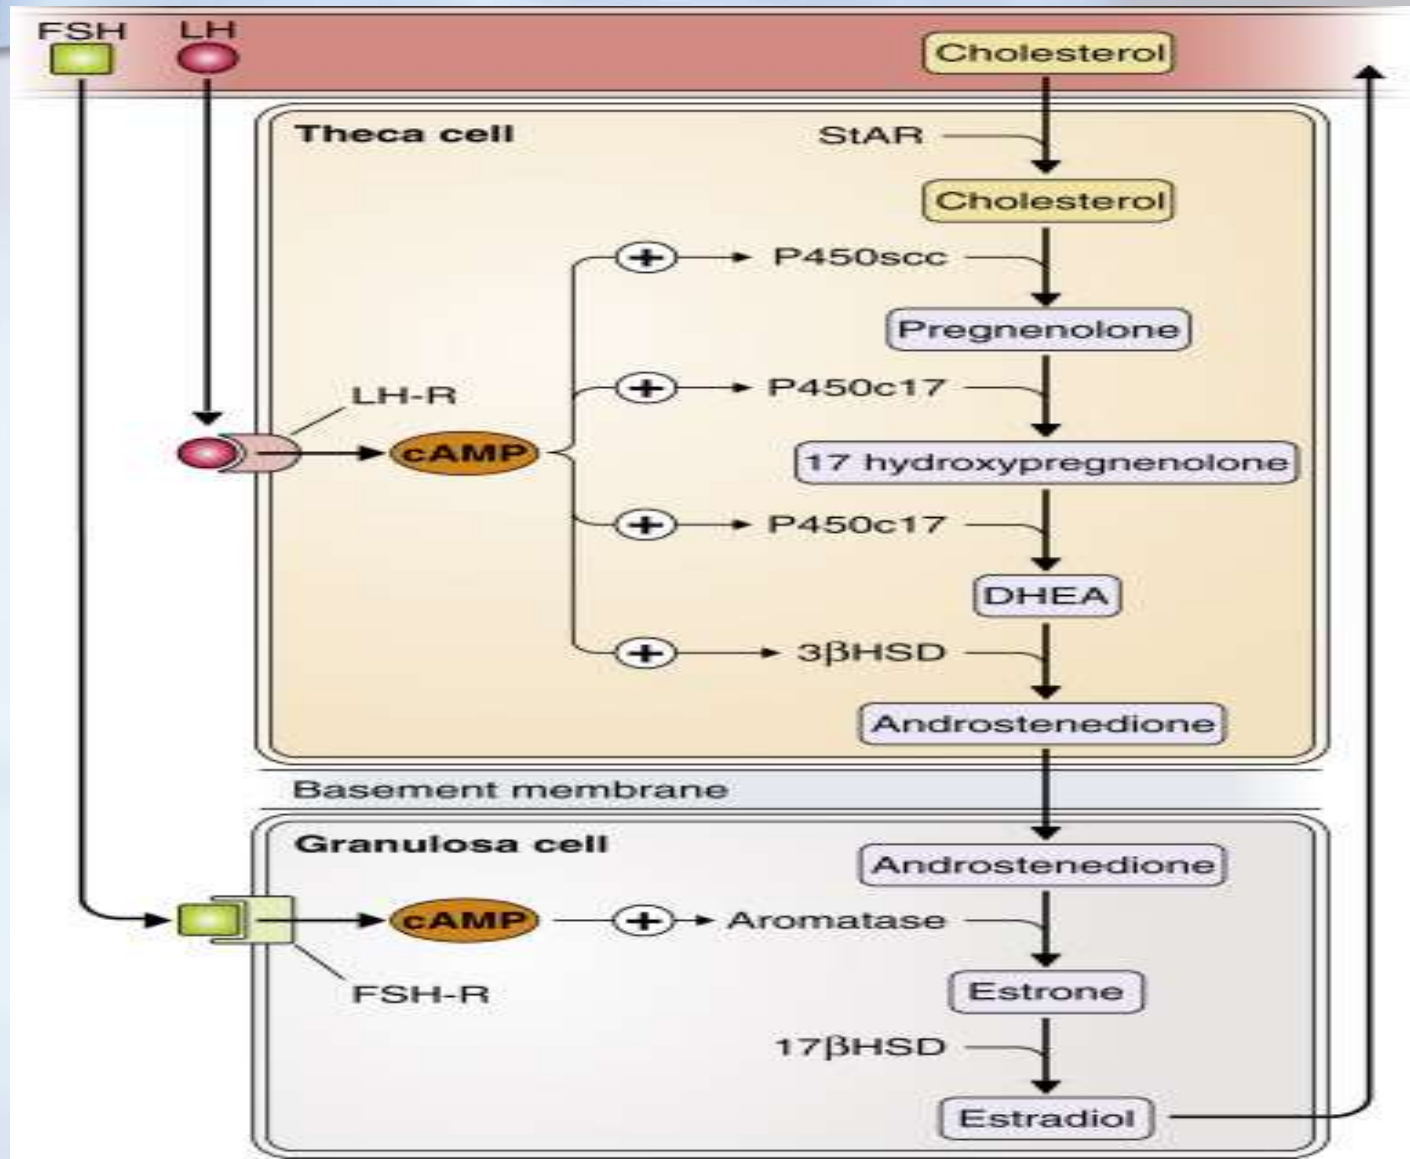 FSH
LH
Cholesterol
Theca cell
StAR
Cholesterol
+
P450scc
Pregnenolone
LH-R
+
P450c17
cAMP
17 hydroxypregnenolone
+
P450c17
DHEA
+
3βHSD
Androstenedione
Basement membrane
Granulosa cell
Androstenedione
cAMP
+
Aromatase
FSH-R
Estrone
17βHSD
Estradiol